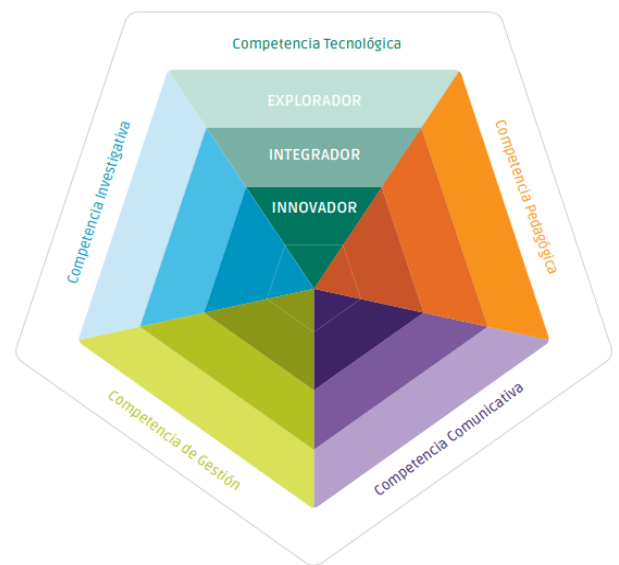 Competencia Tecnológica
EXPLORADOR
INTEGRADOR
INNOVADOR
Competencia Investigativa
Competencia Pedagógica
Competencia de Gestión
Competencia Comunicativa